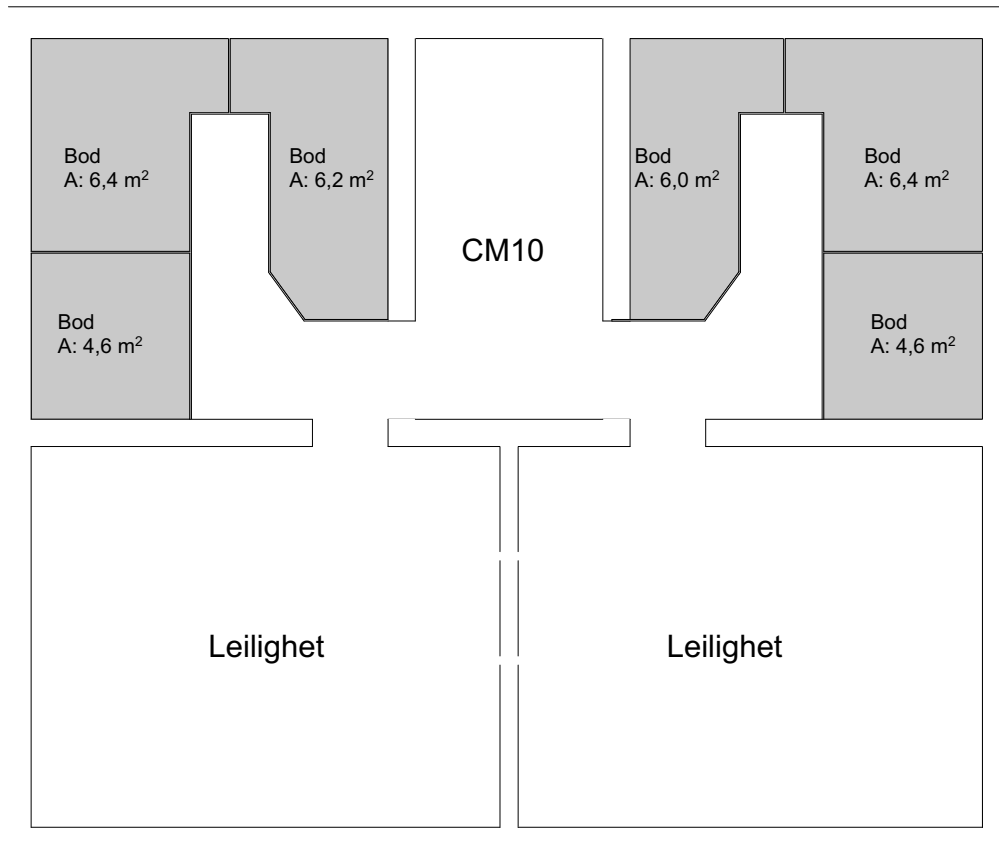 Bod
A: 6,4 m²
Bod
A: 6,2 m²
Bod
A: 6,0 m²
Bod
A: 6,4 m²
CM10
Bod
A: 4,6 m²
Bod
A: 4,6 m²
Leilighet
Leilighet